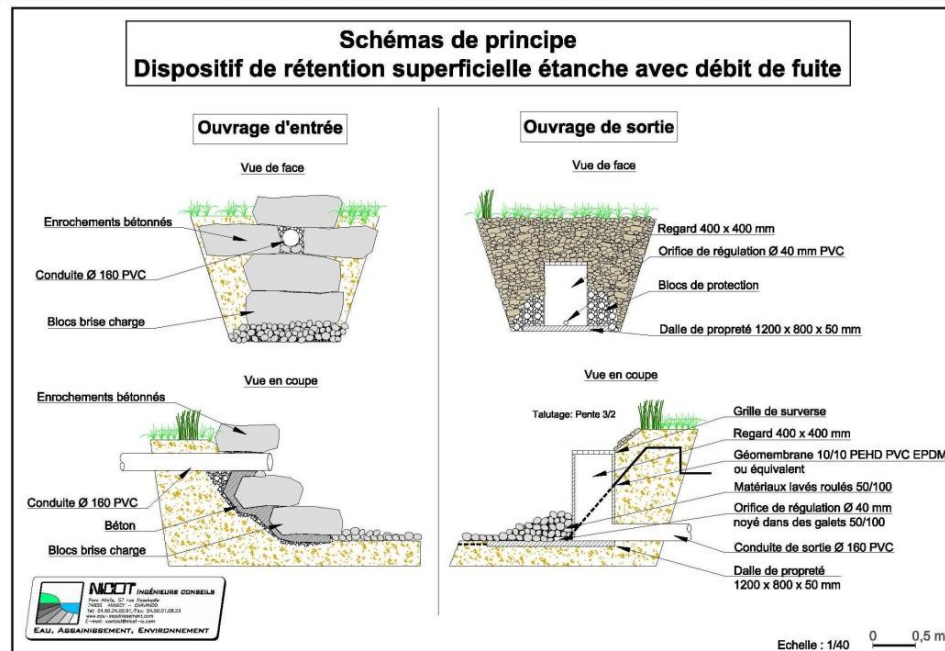 Schémas de principe
Dispositif de rétention superficielle étanche avec débit de fuite
Ouvrage d'entrée
Vue de face
Enrochements bétonnés
Conduite Ø 160 PVC
Blocs brise charge
Vue en coupe
Enrochements bétonnés
Conduite Ø 160 PVC
Béton
Blocs brise charge
Ouvrage de sortie
Vue de face
Regard 400 x 400 mm
Orifice de régulation Ø 40 mm PVC
Blocs de protection
Dalle de propreté 1200 x 800 x 50 mm
Vue en coupe
Talutage: Pente 3/2
Grille de surverse
Regard 400 x 400 mm
Géomembrane 10/10 PEHD PVC EPDM
ou équivalent
Matériaux lavés roulés 50/100
Orifice de régulation Ø 40 mm
noyé dans des galets 50/100
Conduite de sortie Ø 160 PVC
Dalle de propreté
1200 x 800 x 50 mm
NICOT INGÉNIEURS CONSEILS
EAU, ASSAINISSEMENT, ENVIRONNEMENT
Echelle : 1/40
0 0,5 m